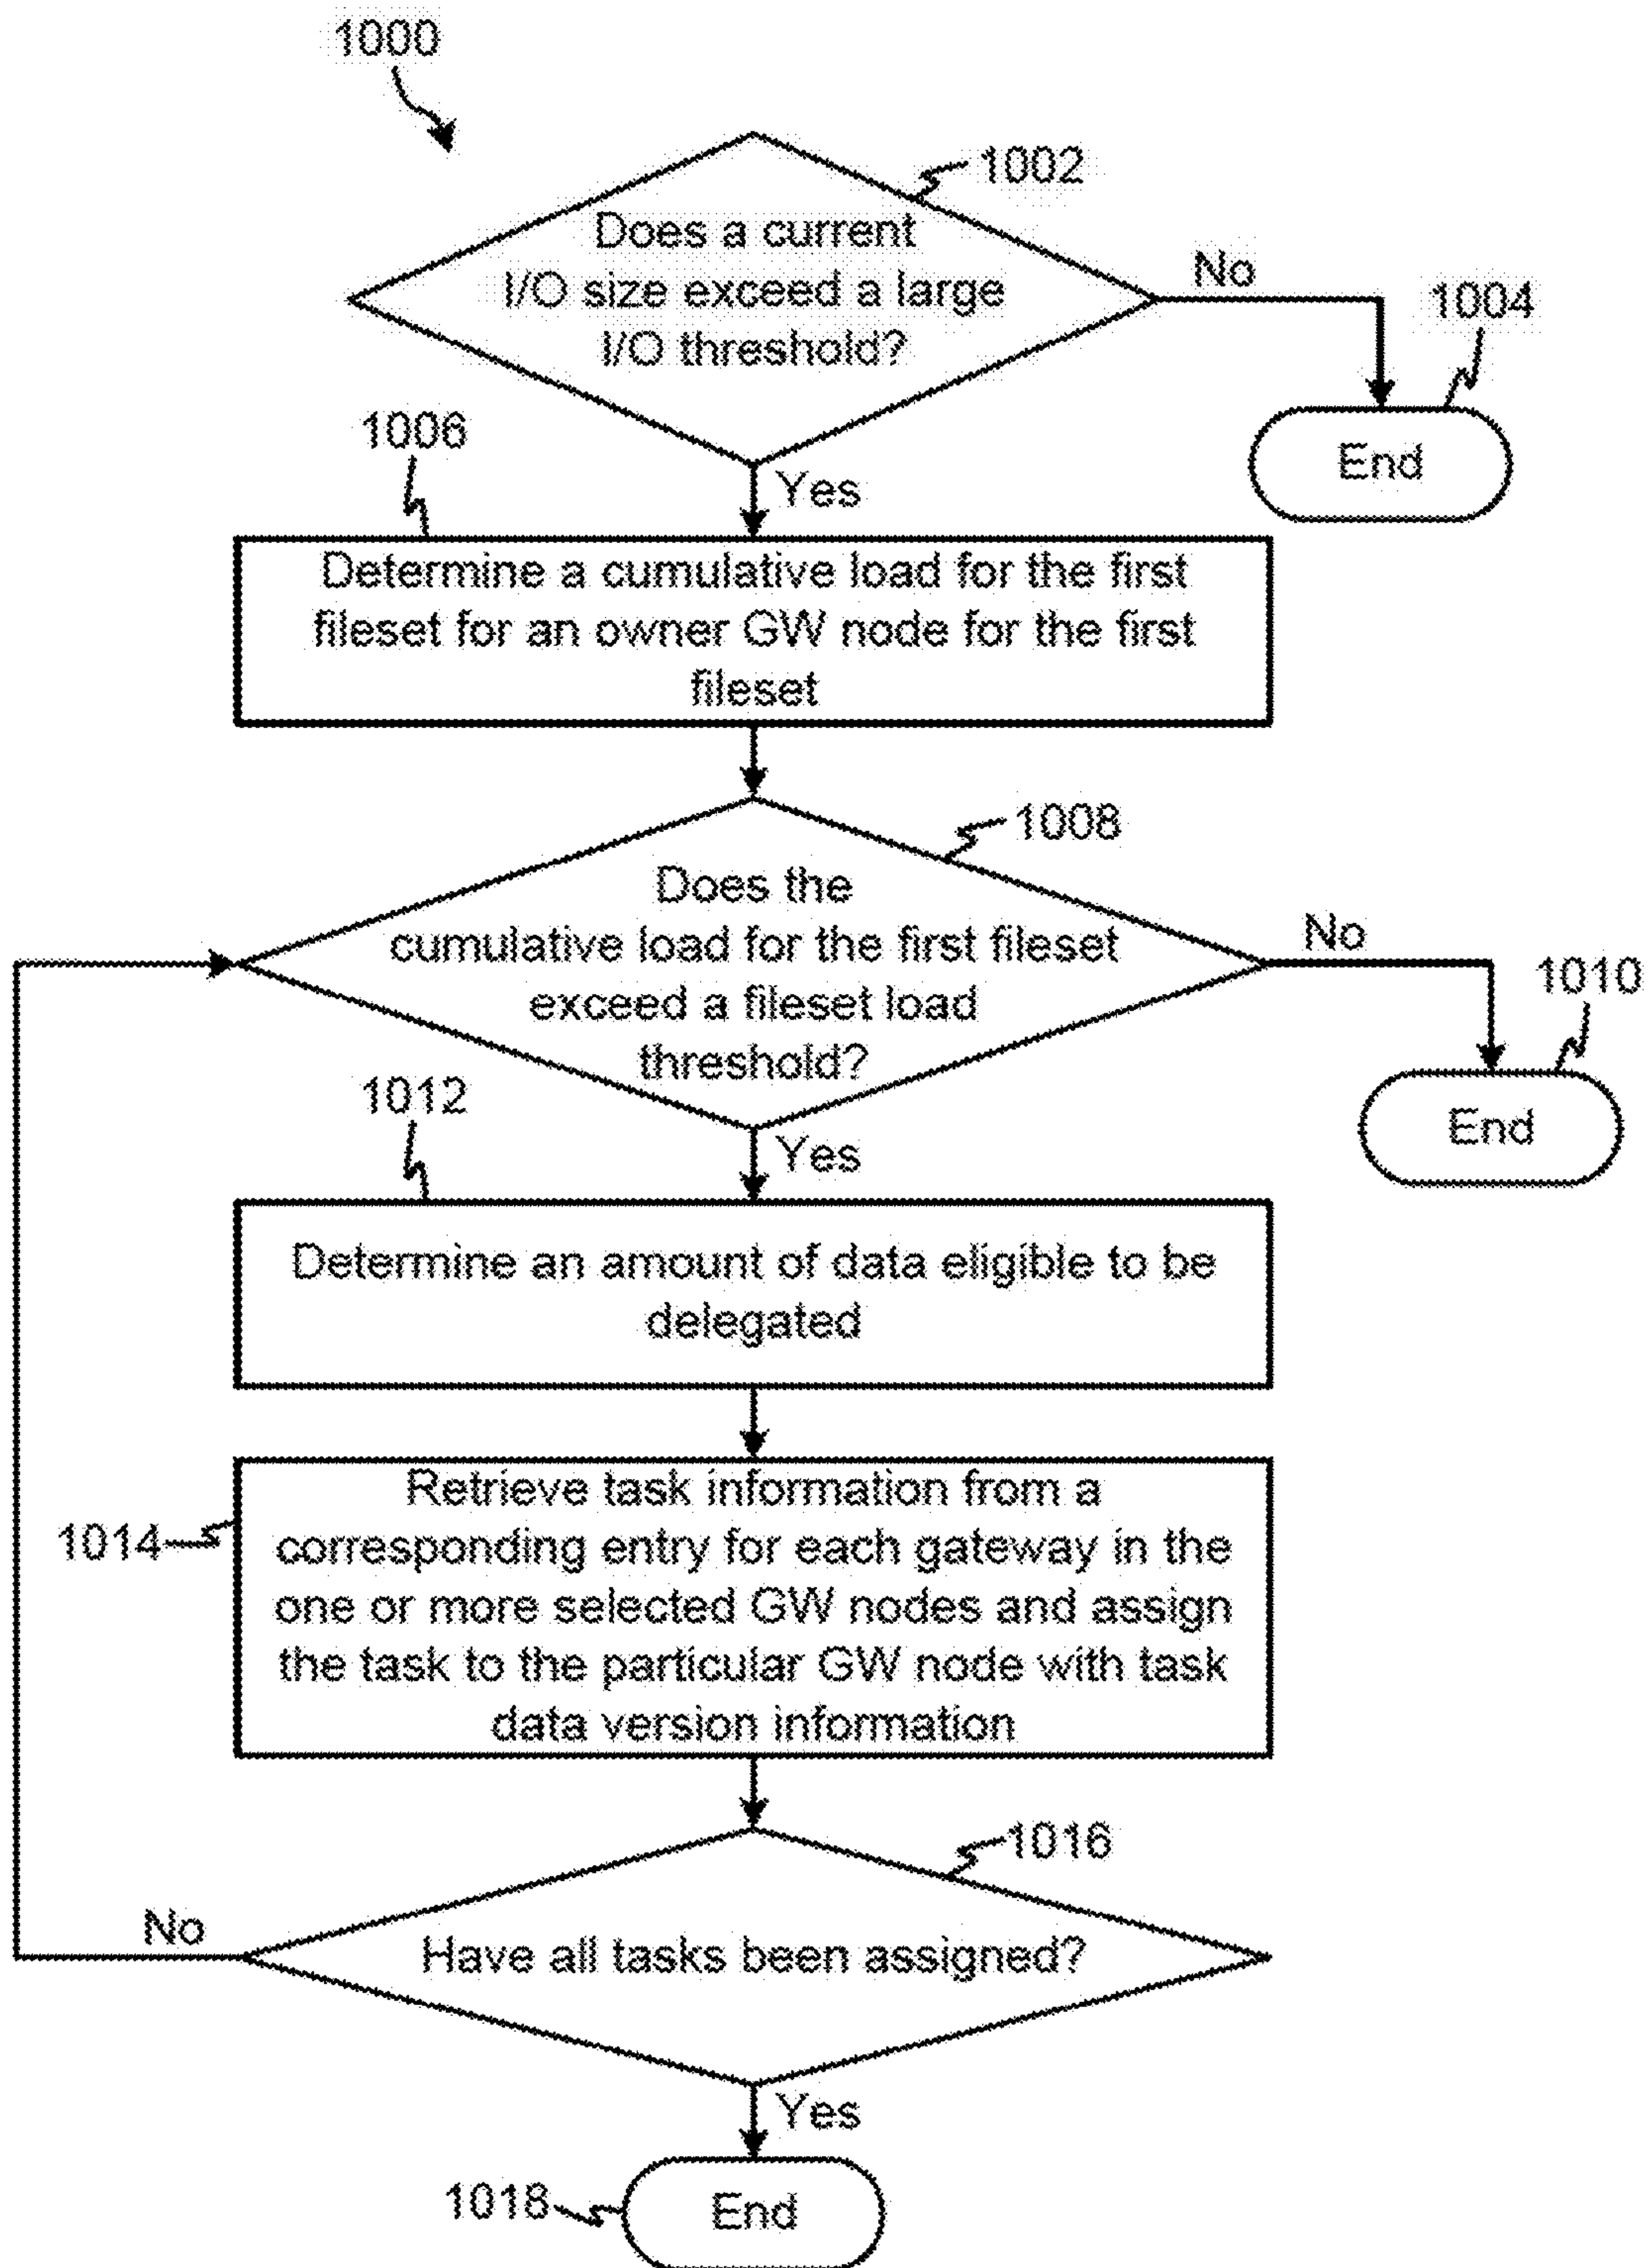 1000
1002
Does a current
I/O size exceed a large
I/O threshold?
No
1004
End
1006
Yes
Determine a cumulative load for the first
fileset for an owner GW node for the first
fileset
1008
Does the
cumulative load for the first fileset
exceed a fileset load
threshold?
No
1010
End
1012
Yes
Determine an amount of data eligible to be
delegated
1014
Retrieve task information from a
corresponding entry for each gateway in the
one or more selected GW nodes and assign
the task to the particular GW node with task
data version information
1016
No
Have all tasks been assigned?
Yes
1018
End